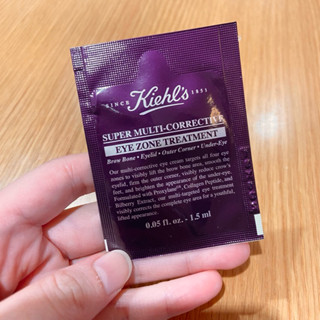 SINCE Kiehl's 1851
SUPER MULTI-CORRECTIVE
EYE ZONE TREATMENT
Brow Bone • Eyelid • Outer Corner • Under-Eye
Our multi-corrective eye cream targets all four eye
zones to visibly lift the brow bone area, smooth the
eyelid, firm the outer corner, visibly reduce crow's
feet, and brighten the appearance of the under-eye.
Formulated with Proxylane™, Collagen Peptide, and
Bilberry Extract, our multi-targeted eye treatment
visibly corrects the complete eye area for a youthful,
lifted appearance.
0.05 fl. oz. - 1.5 ml